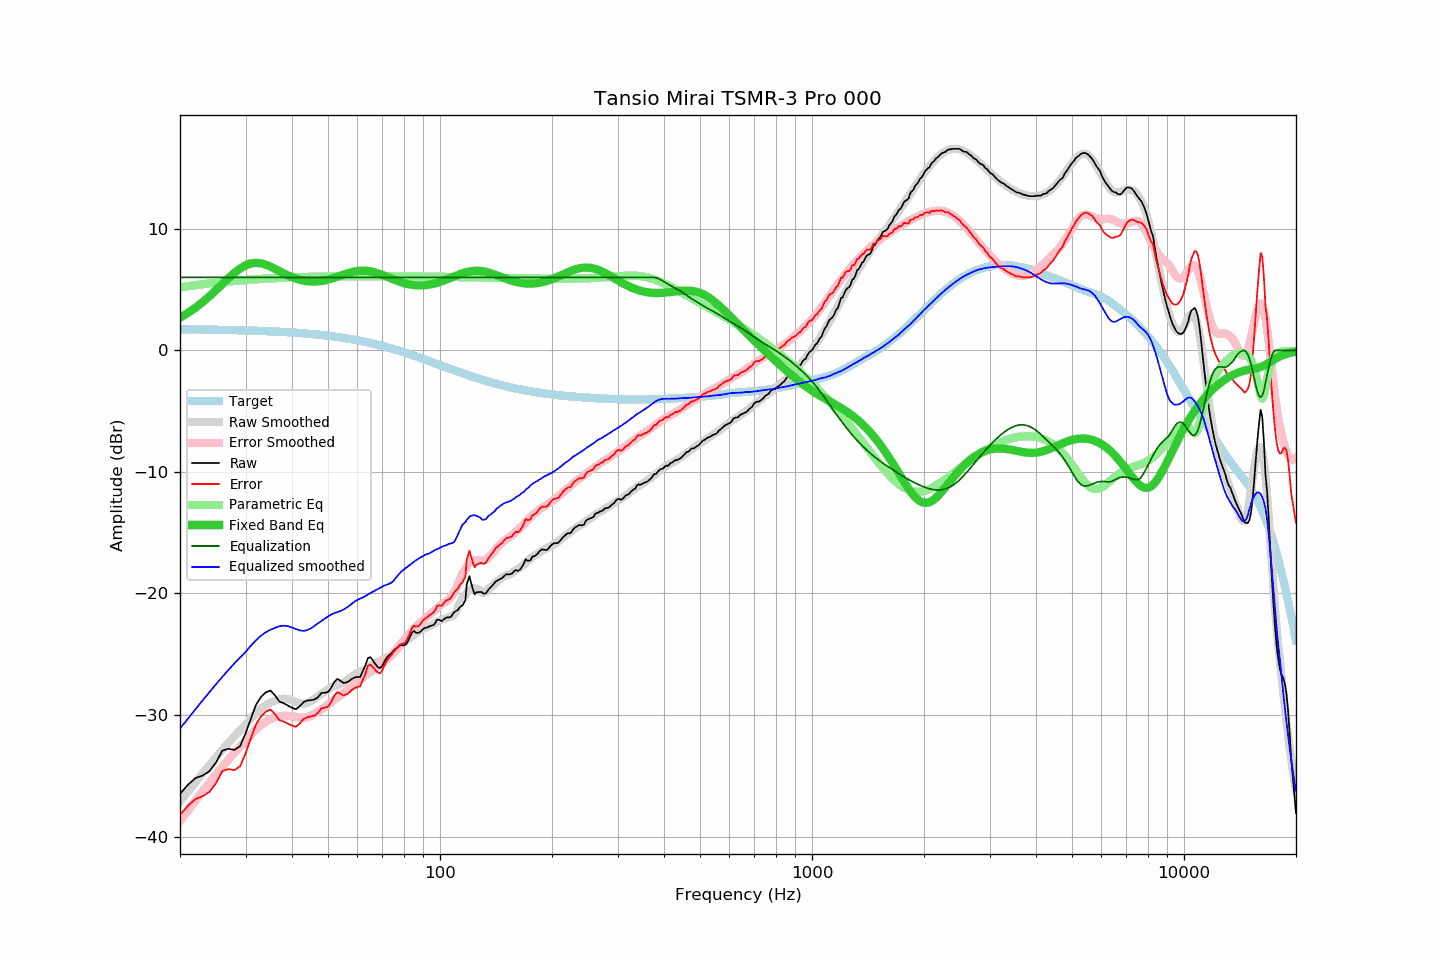 Tansio Mirai TSMR-3 Pro 000
Amplitude (dBr)
10
0
−10
−20
−30
−40
Target
Raw Smoothed
Error Smoothed
Raw
Error
Parametric Eq
Fixed Band Eq
Equalization
Equalized smoothed
100 1000 10000
Frequency (Hz)